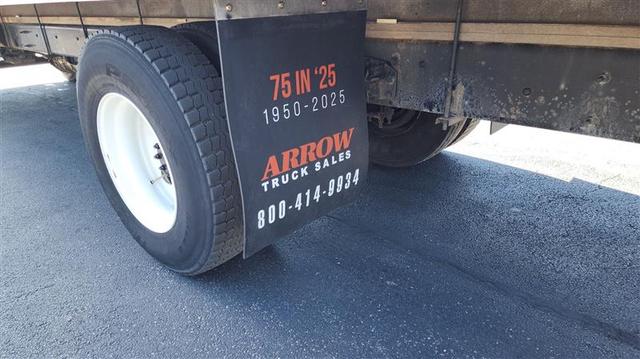 75 IN ‘25
1950-2025
ARROW
TRUCK SALES
800-414-9934